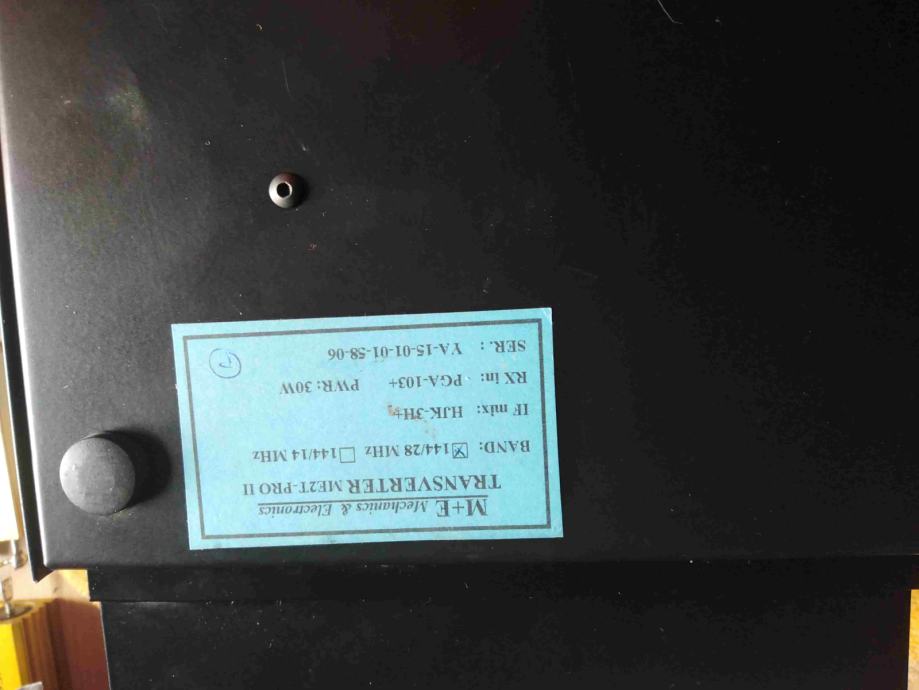 M+E Mechanics & Electronics
TRANSVERTER ME2T-PRO II
BAND: ☒144/28 MHz ☐144/14 MHz
IF mix: HJK-3H+
RX in: PGA-103+ PWR: 30W
SER.: YA-15-01-01-58-06